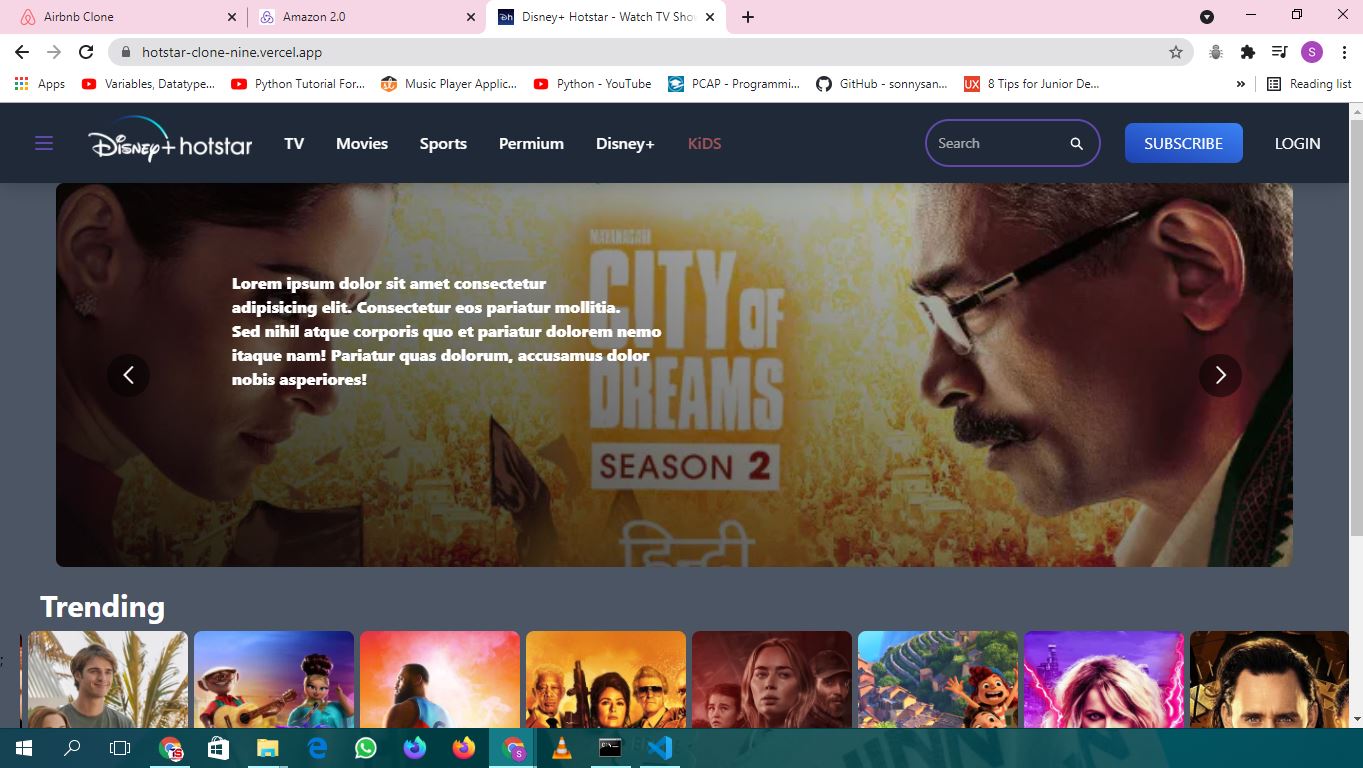 Airbnb Clone
Amazon 2.0
Disney+ Hotstar - Watch TV Sho
hotstar-clone-nine.vercel.app
S
Apps
Variables, Datatype...
Python Tutorial For...
Music Player Applic...
Python - YouTube
PCAP - Programmi...
GitHub - sonnysan...
UX
8 Tips for Junior De...
»
Reading list
Disney+ hotstar
TV
Movies
Sports
Permium
Disney+
KiDS
Search
SUBSCRIBE
LOGIN
MAYANAGARI
CITY OF
DREAMS
SEASON 2
हिन्दी
Lorem ipsum dolor sit amet consectetur
adipisicing elit. Consectetur eos pariatur mollitia.
Sed nihil atque corporis quo et pariatur dolorem nemo
itaque nam! Pariatur quas dolorum, accusamus dolor
nobis asperiores!
Trending
;